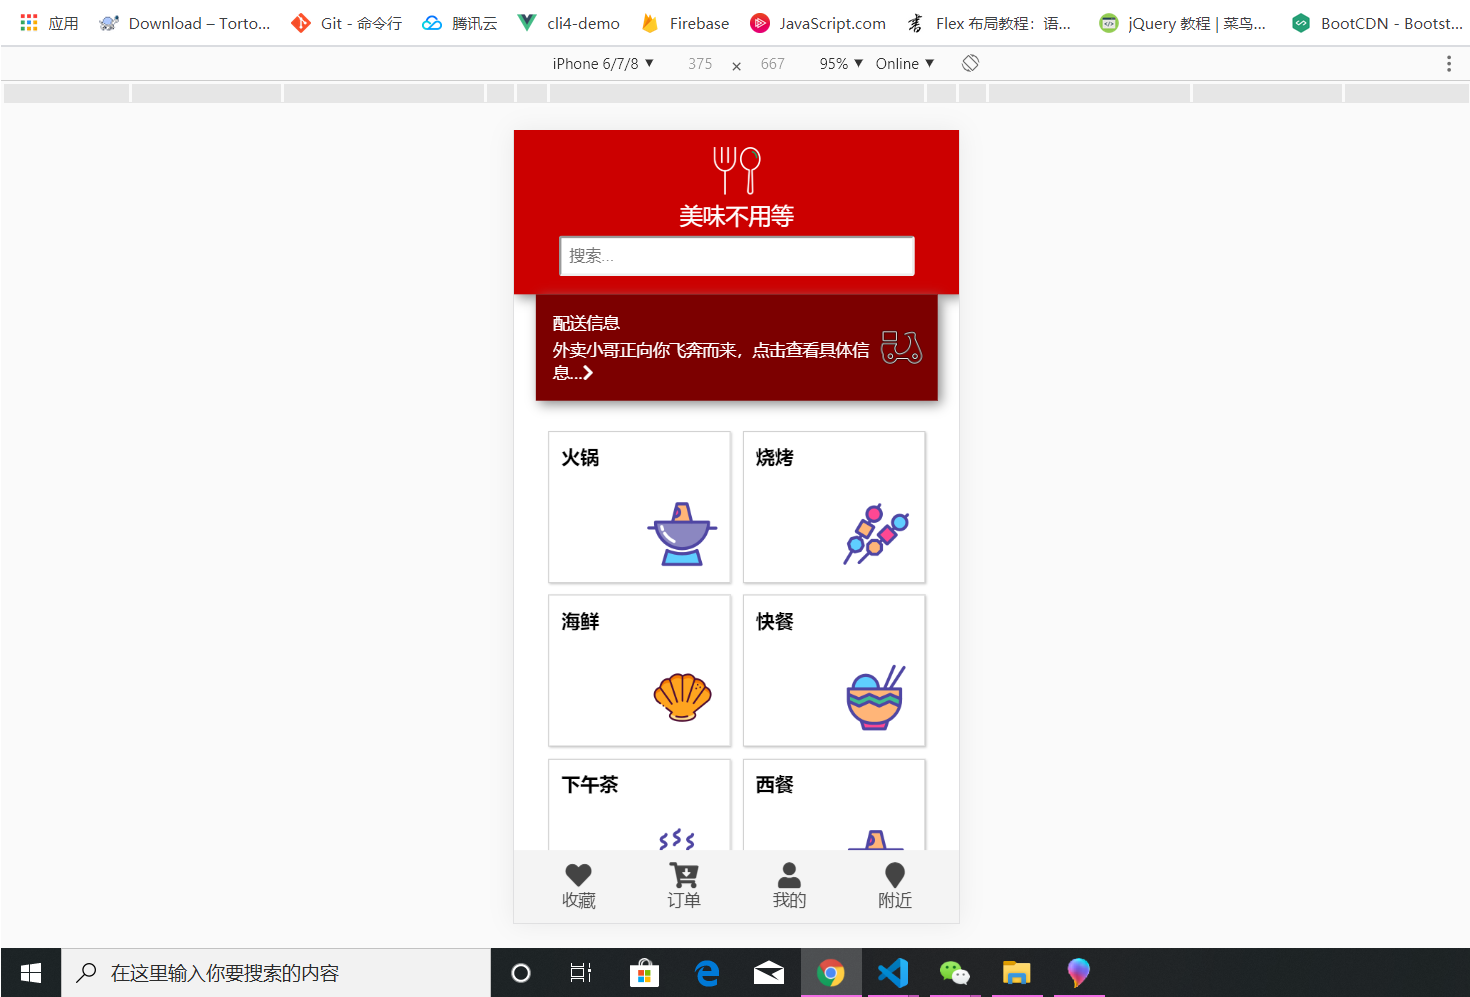 应用 Download – Torto... Git - 命令行 腾讯云 cli4-demo Firebase JavaScript.com Flex 布局教程：语... jQuery 教程 | 菜鸟... BootCDN - Bootst...
iPhone 6/7/8 ▼ 375 × 667 95% ▼ Online ▼
美味不用等
搜索...
配送信息
外卖小哥正向你飞奔而来，点击查看具体信
息...
火锅 烧烤
海鲜 快餐
下午茶 西餐
收藏 订单 我的 附近
在这里输入你要搜索的内容